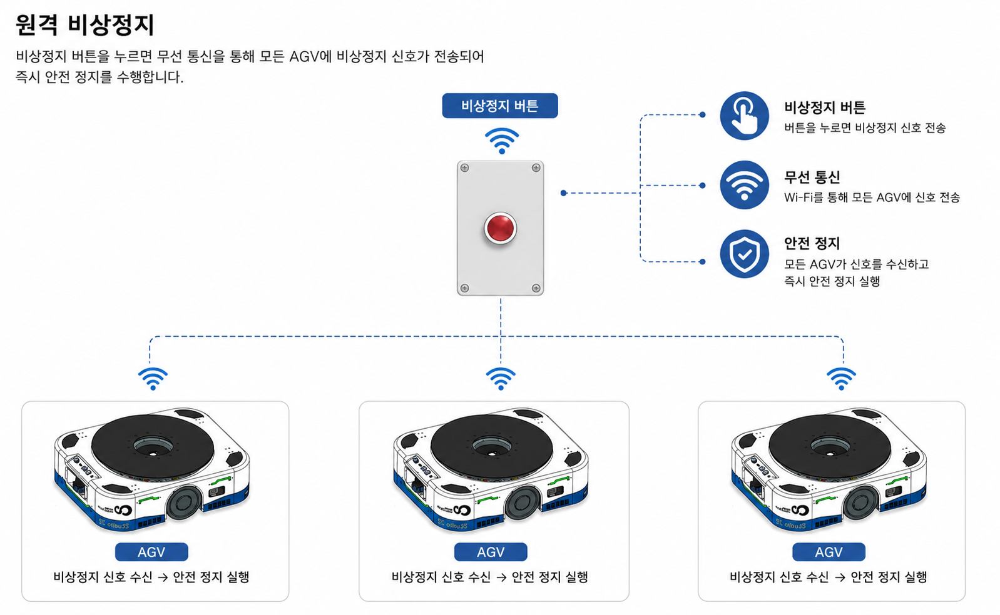 원격 비상정지
비상정지 버튼을 누르면 무선 통신을 통해 모든 AGV에 비상정지 신호가 전송되어
즉시 안전 정지를 수행합니다.
비상정지 버튼
비상정지 버튼
버튼을 누르면 비상정지 신호 전송
무선 통신
Wi-Fi를 통해 모든 AGV에 신호 전송
안전 정지
모든 AGV가 신호를 수신하고
즉시 안전 정지 실행
AGV
비상정지 신호 수신 → 안전 정지 실행
AGV
비상정지 신호 수신 → 안전 정지 실행
AGV
비상정지 신호 수신 → 안전 정지 실행